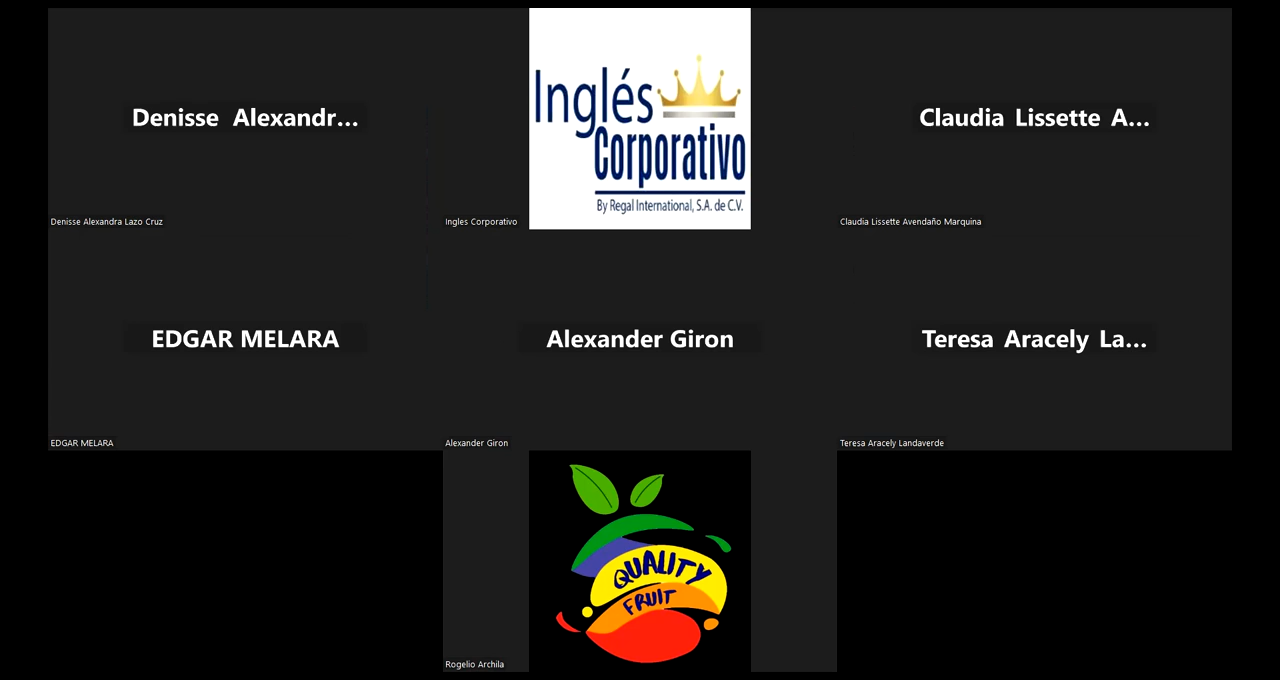 Denisse Alexandr...
Denisse Alexandra Lazo Cruz
Inglés
Corporativo
By Regal International, S.A. de C.V.
Ingles Corporativo
Claudia Lissette A...
Claudia Lissette Avendaño Marquina
EDGAR MELARA
EDGAR MELARA
Alexander Giron
Alexander Giron
Teresa Aracely La...
Teresa Aracely Landaverde
QUALITY
FRUIT
Rogelio Archila